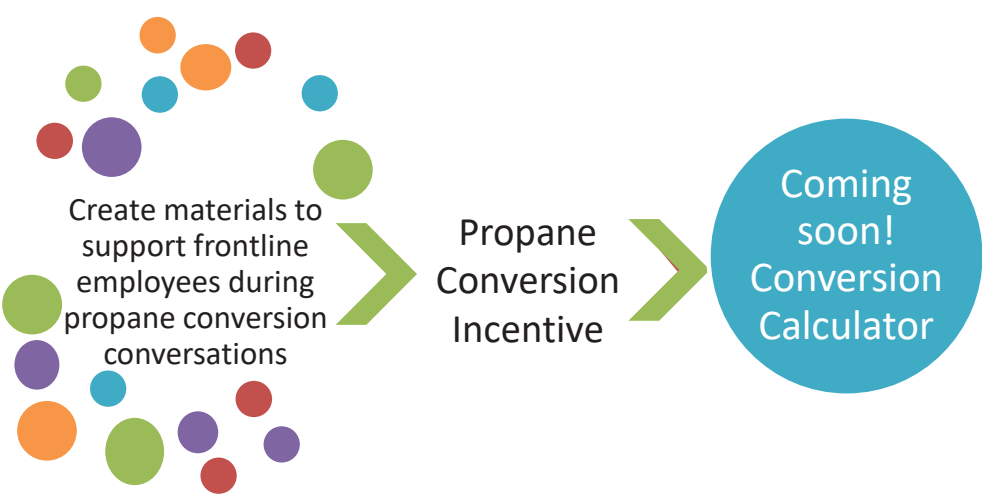 Create materials to
support frontline
employees during
propane conversion
conversations
Propane
Conversion
Incentive
Coming
soon!
Conversion
Calculator